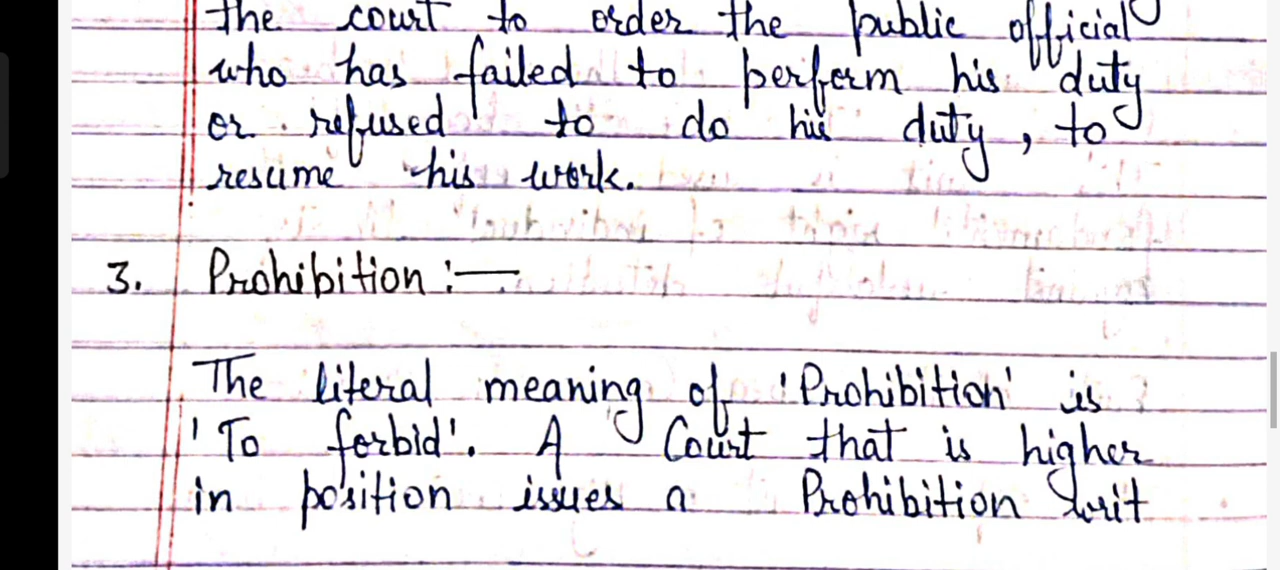 the court to order the public official
who has failed to perform his duty
or refused to do his duty, to
resume his work.
3. Prohibition :—
The literal meaning of 'Prohibition' is
'To forbid'. A Court that is higher
in position issues a Prohibition writ